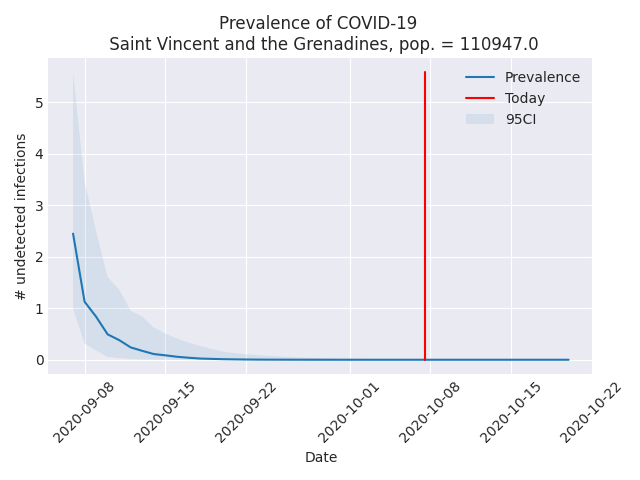 Prevalence of COVID-19
Saint Vincent and the Grenadines, pop. = 110947.0
Prevalence
Today
95CI
# undetected infections
5
4
3
2
1
0
2020-09-08
2020-09-15
2020-09-22
2020-10-01
2020-10-08
2020-10-15
2020-10-22
Date